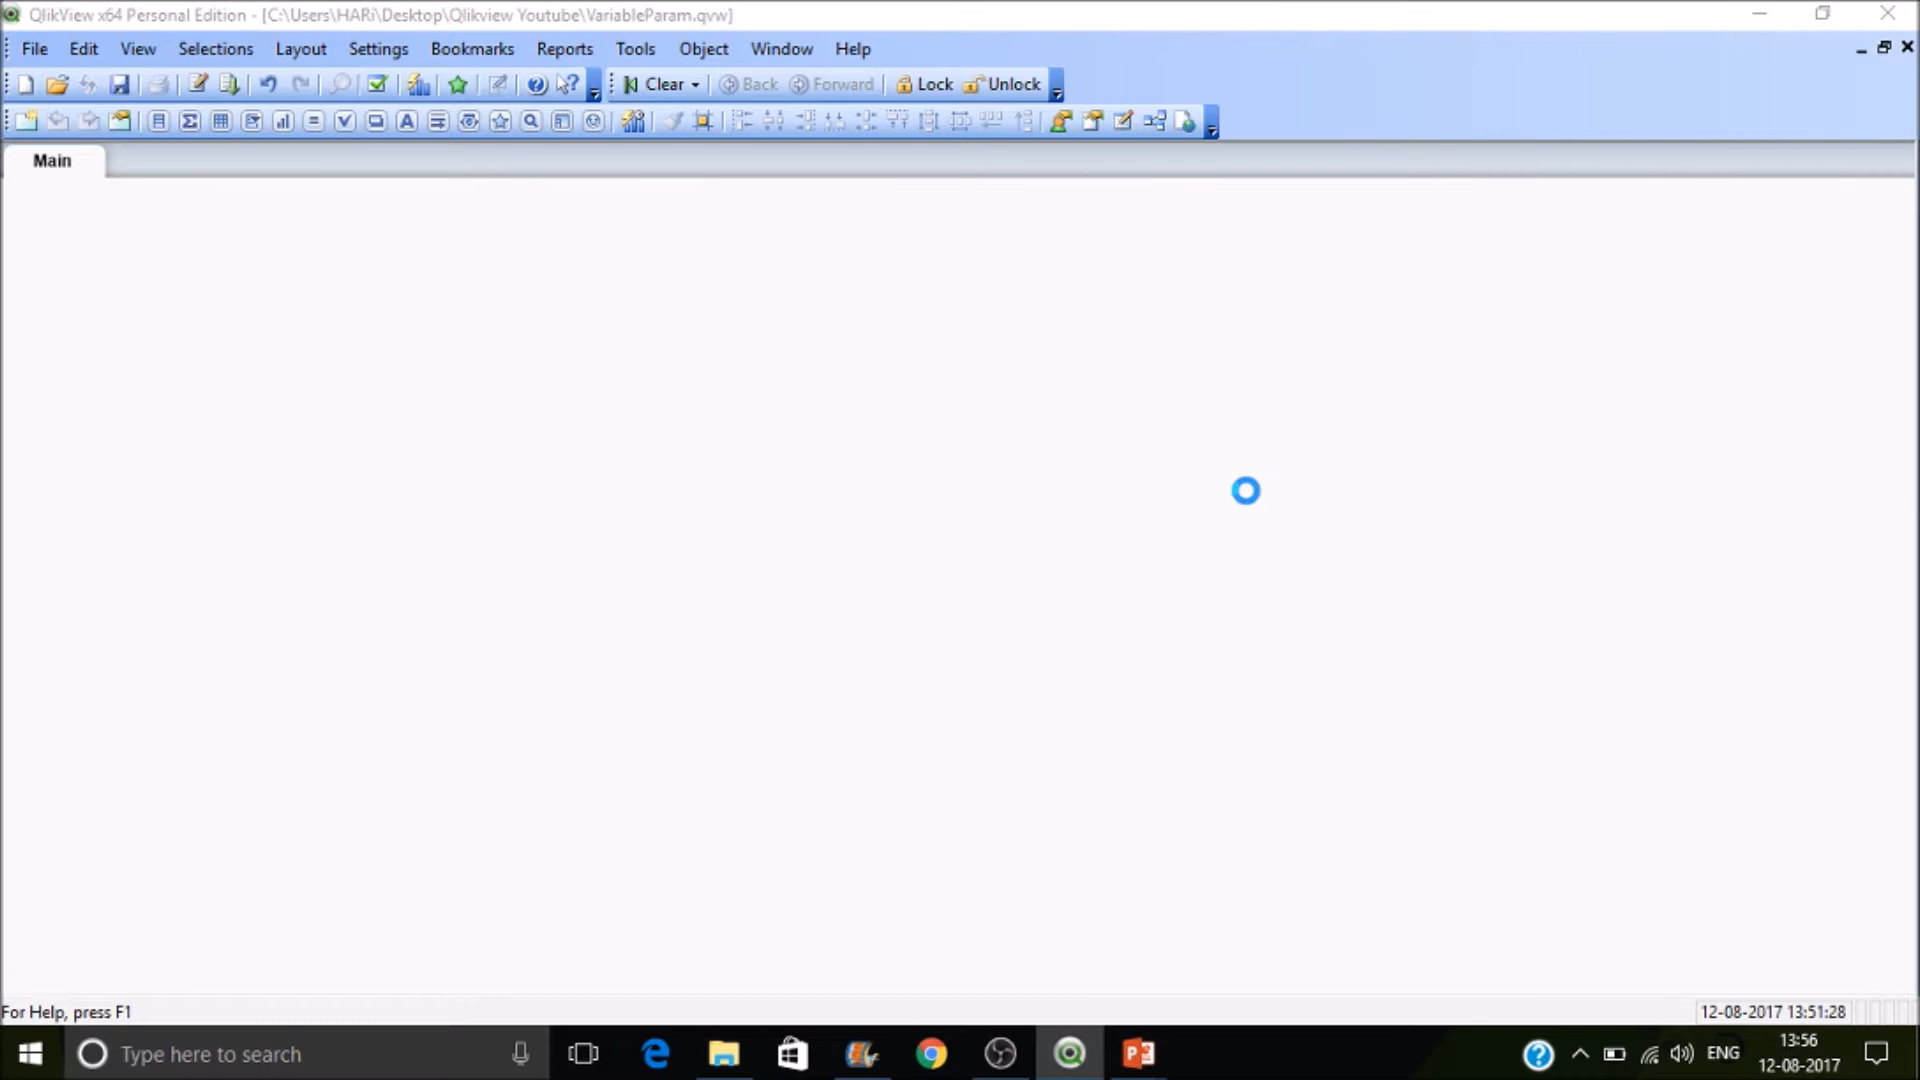 QlikView x64 Personal Edition - [C:\Users\HARi\Desktop\Qlikview Youtube\VariableParam.qvw]
File Edit View Selections Layout Settings Bookmarks Reports Tools Object Window Help
Clear Back Forward Lock Unlock
Main
For Help, press F1
12-08-2017 13:51:28
Type here to search
ENG
13:56
12-08-2017